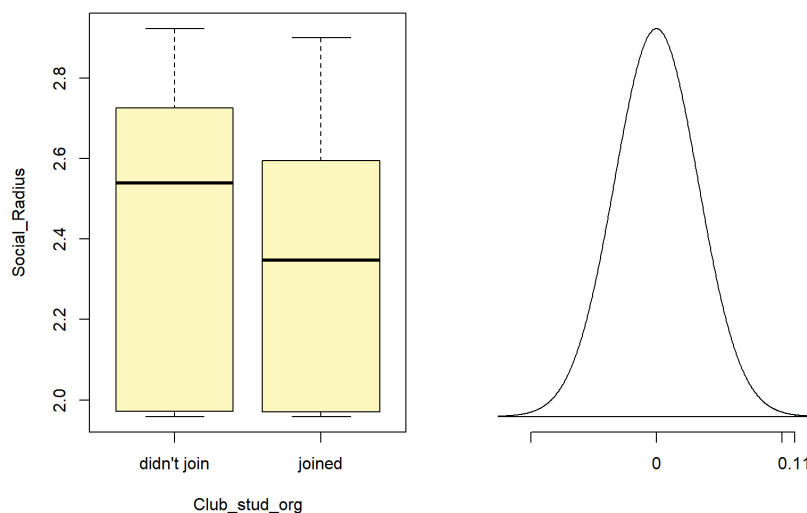 Social_Radius
2.8
2.6
2.4
2.2
2.0
didn't join
joined
Club_stud_org
0
0.11